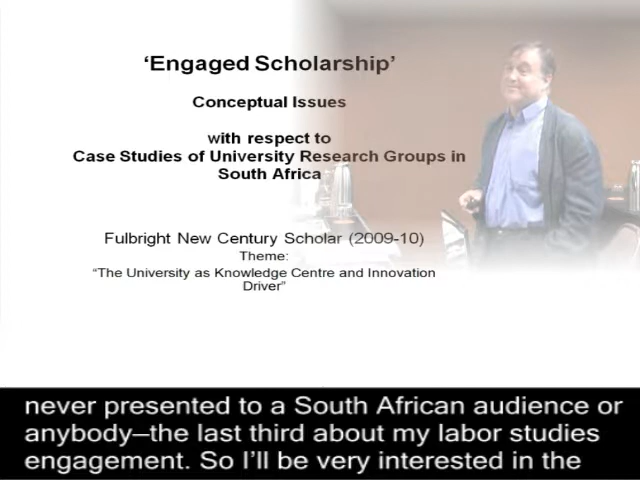 ‘Engaged Scholarship’
Conceptual Issues
with respect to
Case Studies of University Research Groups in
South Africa
Fulbright New Century Scholar (2009-10)
Theme:
“The University as Knowledge Centre and Innovation
Driver”
never presented to a South African audience or
anybody—the last third about my labor studies
engagement. So I’ll be very interested in the